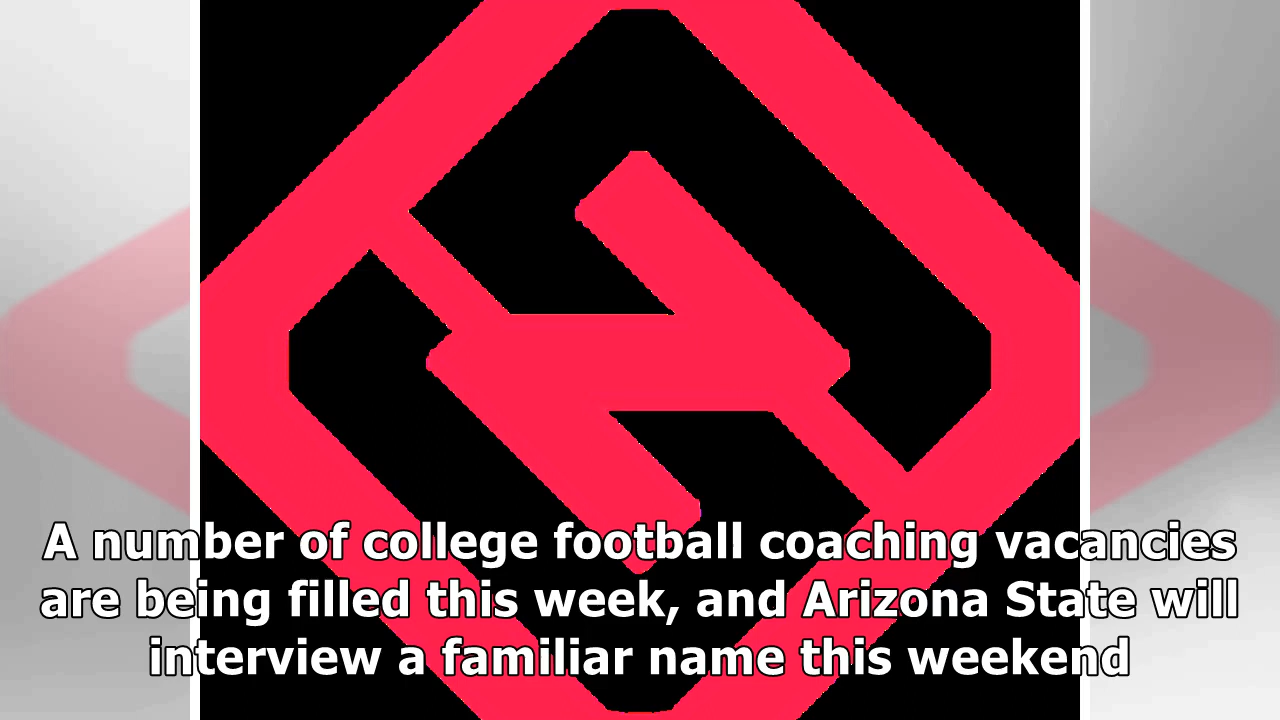 A number of college football coaching vacancies
are being filled this week, and Arizona State will
interview a familiar name this weekend